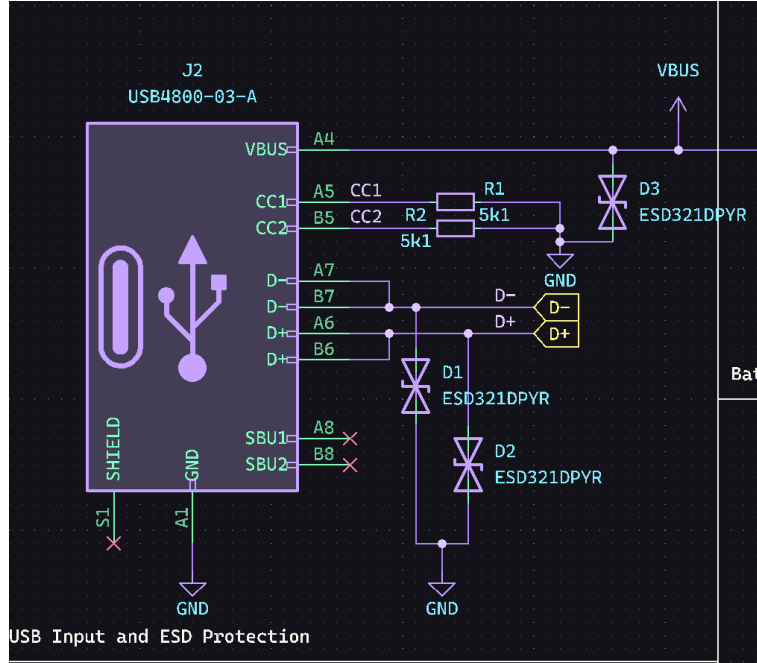 J2
USB4800-03-A
VBUS
VBUS
A4
CC1
A5
CC1
R1
CC2
B5
CC2
R2
5k1
5k1
D3
ESD321DPYR
GND
D-
A7
D-
B7
D-
D-
D+
A6
D+
D+
D+
B6
D1
ESD321DPYR
Bat
SBU1
A8
SBU2
B8
D2
ESD321DPYR
SHIELD
GND
S1
A1
GND
GND
USB Input and ESD Protection